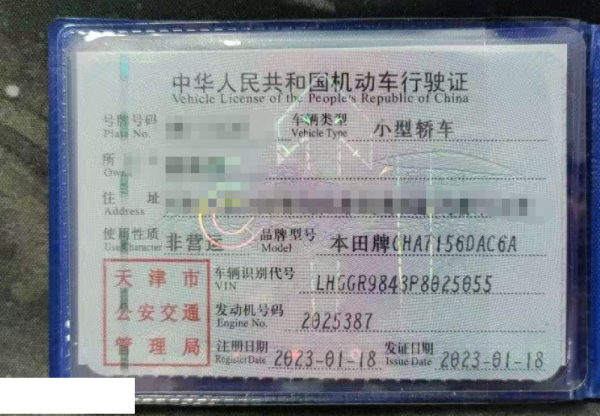 中华人民共和国机动车行驶证
Vehicle License of the People's Republic of China
号牌号码 车辆类型 小型轿车
Plate No. Vehicle Type
所
住 址
Address
使用性质 非营运 品牌型号 本田牌CHA7156DAC6A
Use Character Model
天津市 车辆识别代号 LHGGR9843P8025055
VIN
公安交通 发动机号码 2025387
Engine No.
管理局 注册日期 2023-01-18 发证日期 2023-01-18
Register Date Issue Date